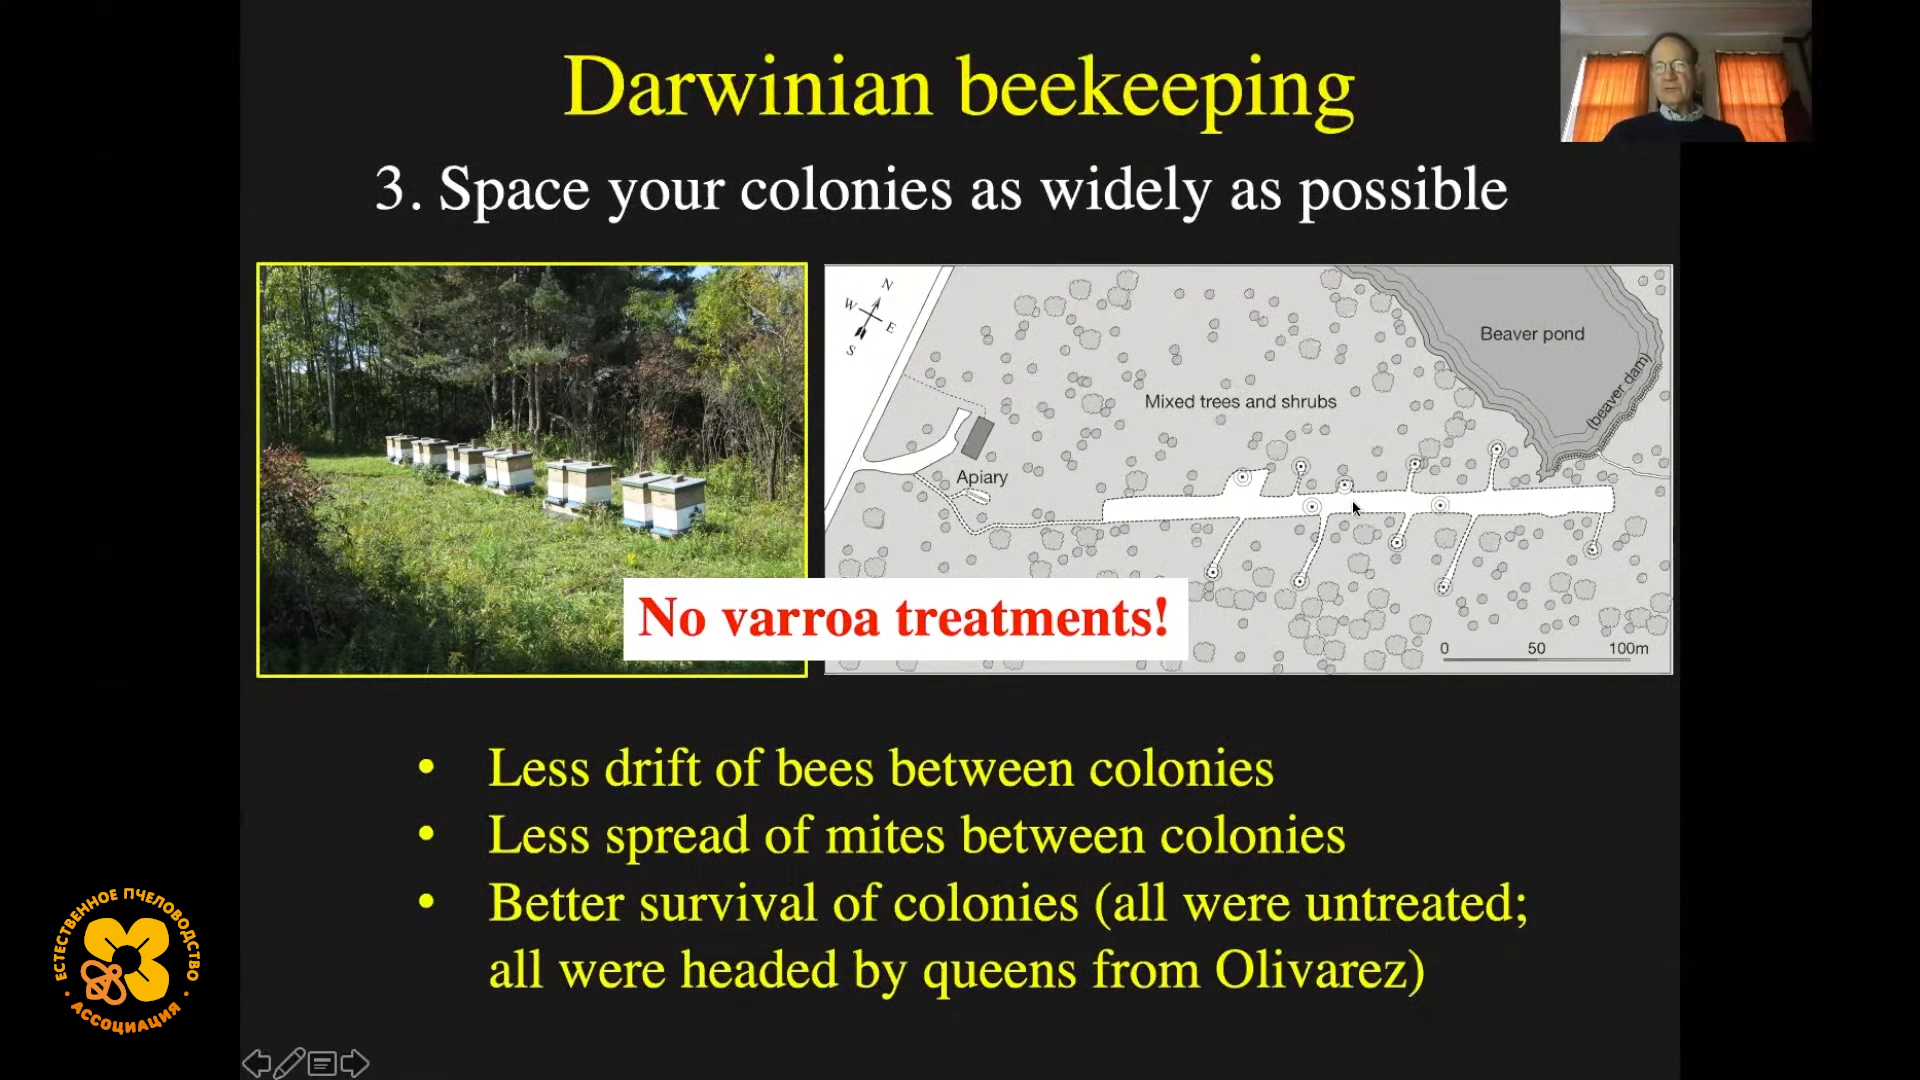 Darwinian beekeeping
3. Space your colonies as widely as possible
N
W
E
S
Beaver pond
(beaver dam)
Mixed trees and shrubs
Apiary
No varroa treatments!
0 50 100m
• Less drift of bees between colonies
• Less spread of mites between colonies
• Better survival of colonies (all were untreated;
all were headed by queens from Olivarez)
ЕСТЕСТВЕННОЕ ПЧЕЛОВОДСТВО
• АССОЦИАЦИЯ •